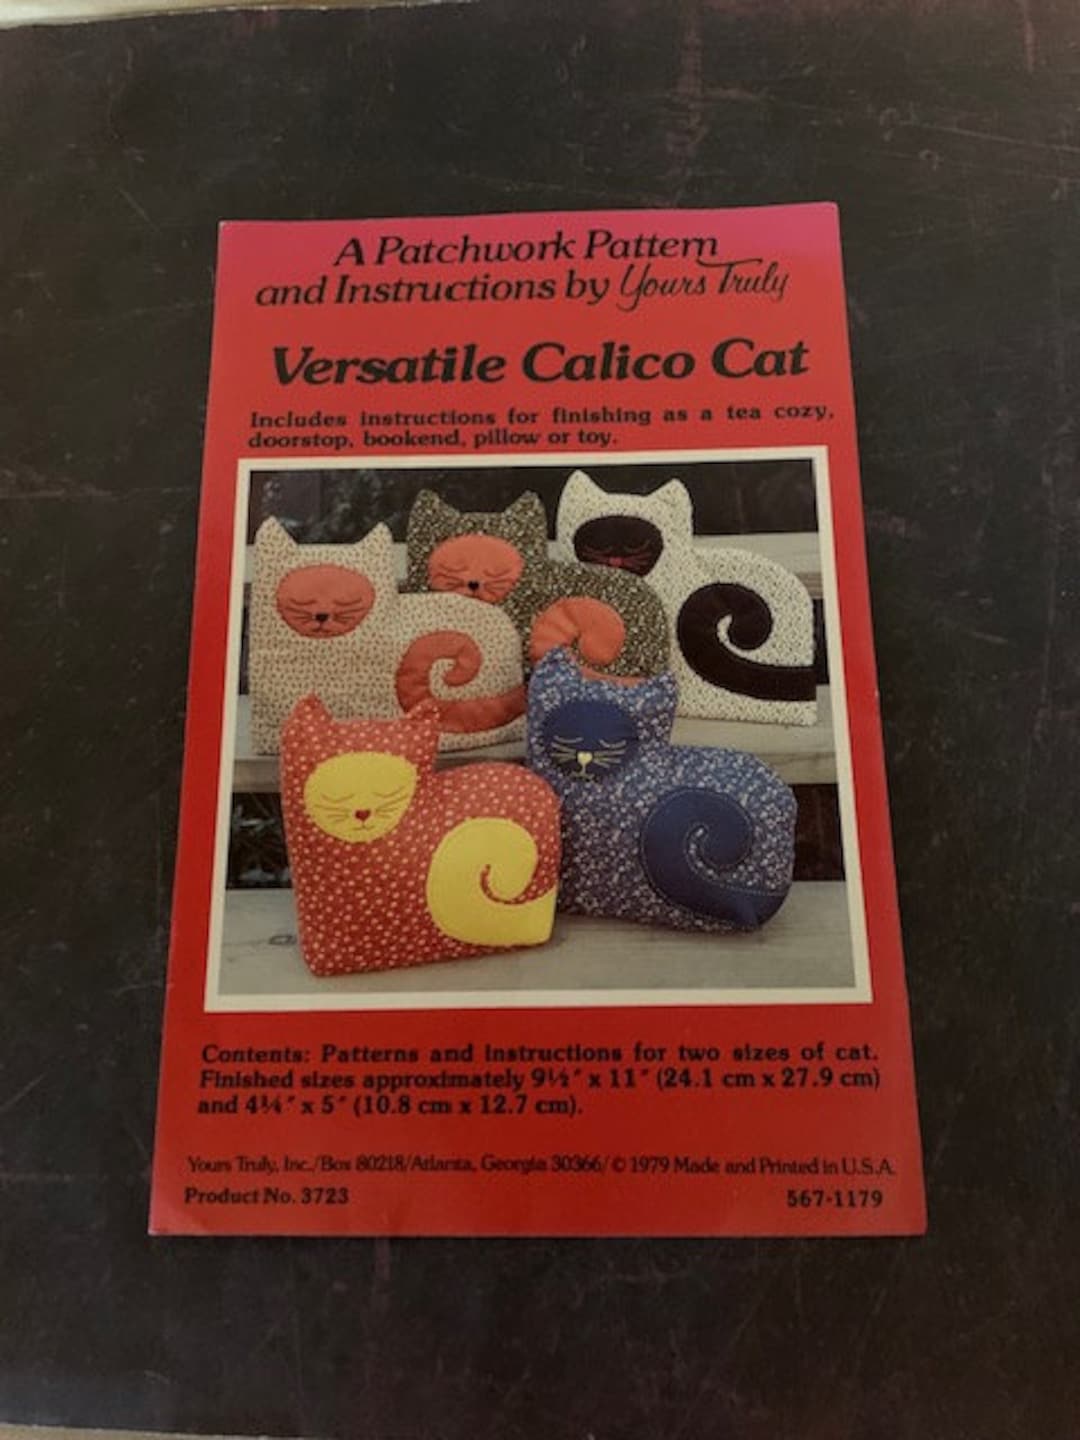 A Patchwork Pattern
and Instructions by Yours Truly
Versatile Calico Cat
Includes instructions for finishing as a tea cozy,
doorstop, bookend, pillow or toy.
Contents: Patterns and instructions for two sizes of cat.
Finished sizes approximately 9½″ x 11″ (24.1 cm x 27.9 cm)
and 4¼″ x 5″ (10.8 cm x 12.7 cm).
Yours Truly, Inc./Box 80218/Atlanta, Georgia 30366/© 1979 Made and Printed in U.S.A.
Product No. 3723
567-1179